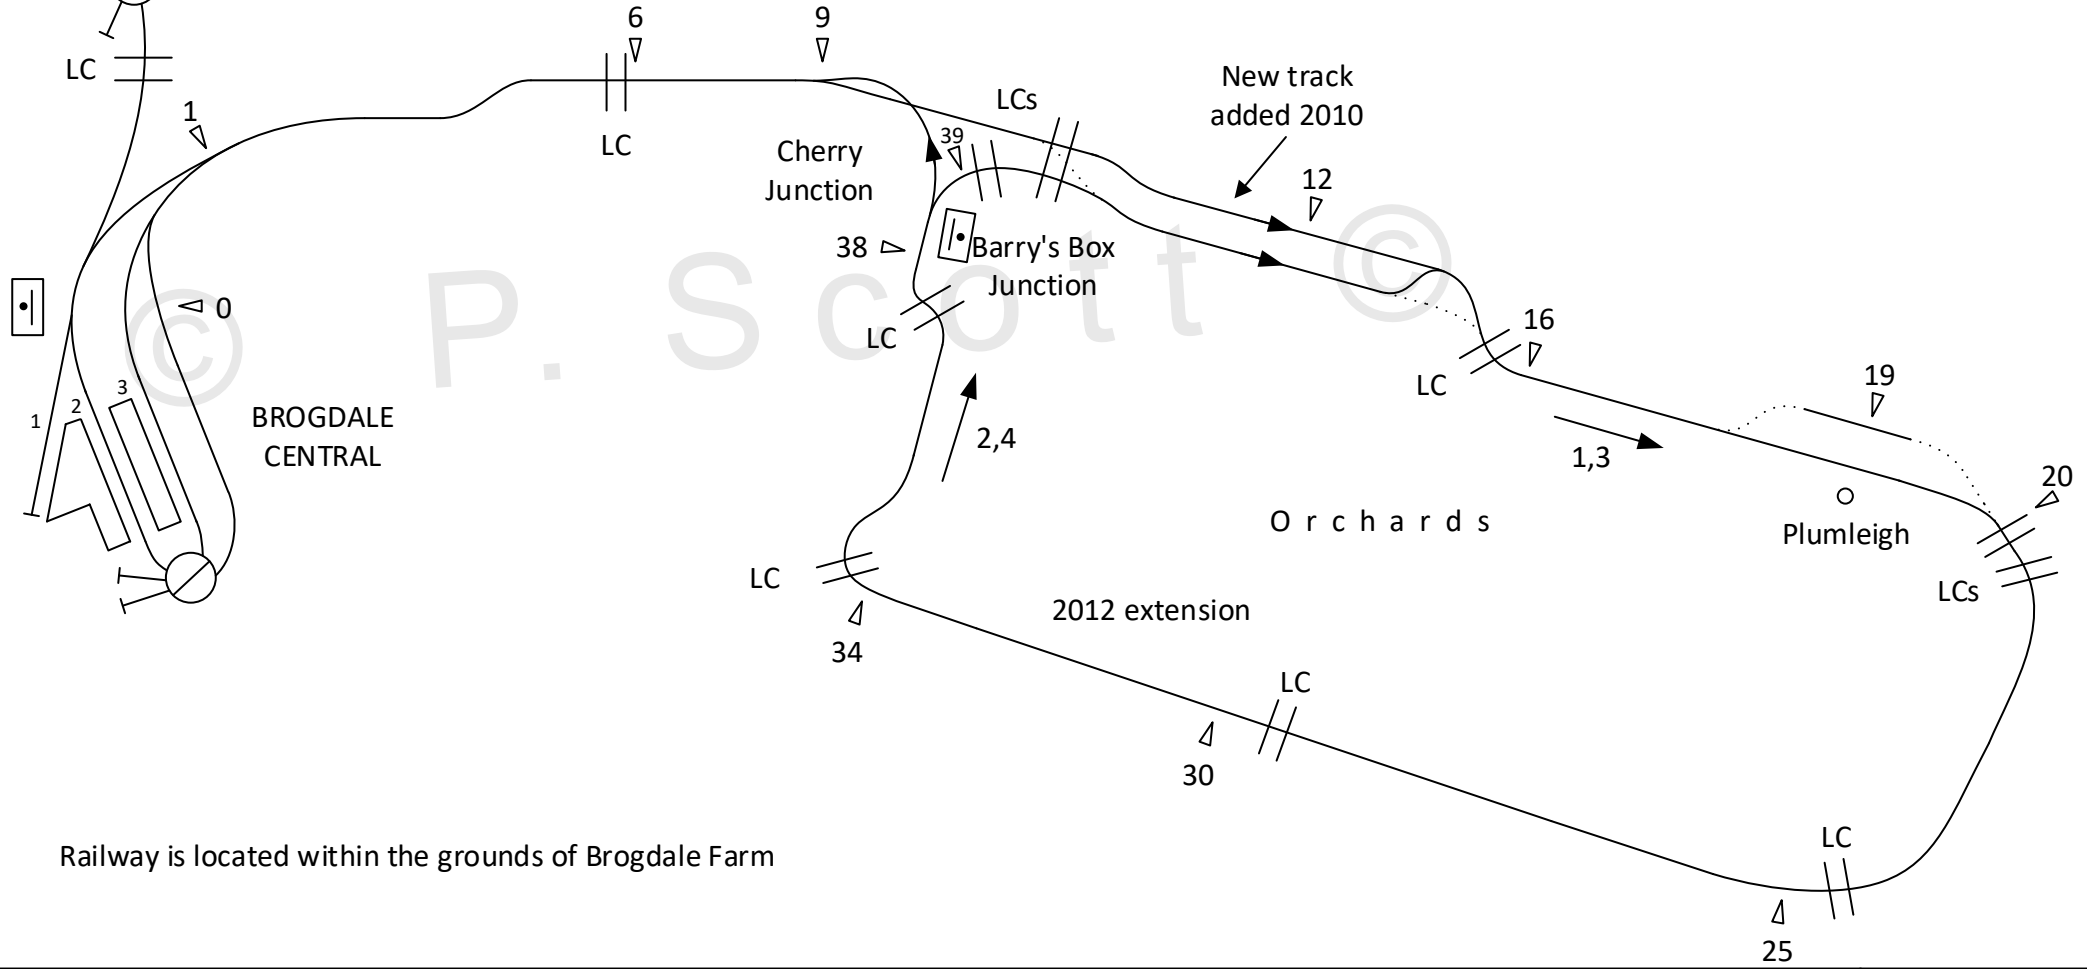 6
9
LC
New track
added 2010
LCs
1
39
LC
Cherry
Junction
12
38
Barry's Box
Junction
0
© P. Scott ©
LC
16
LC
19
3
2
1
BROGDALE
CENTRAL
2,4
1,3
20
Orchards
Plumleigh
LC
LCs
2012 extension
34
LC
30
LC
Railway is located within the grounds of Brogdale Farm
25